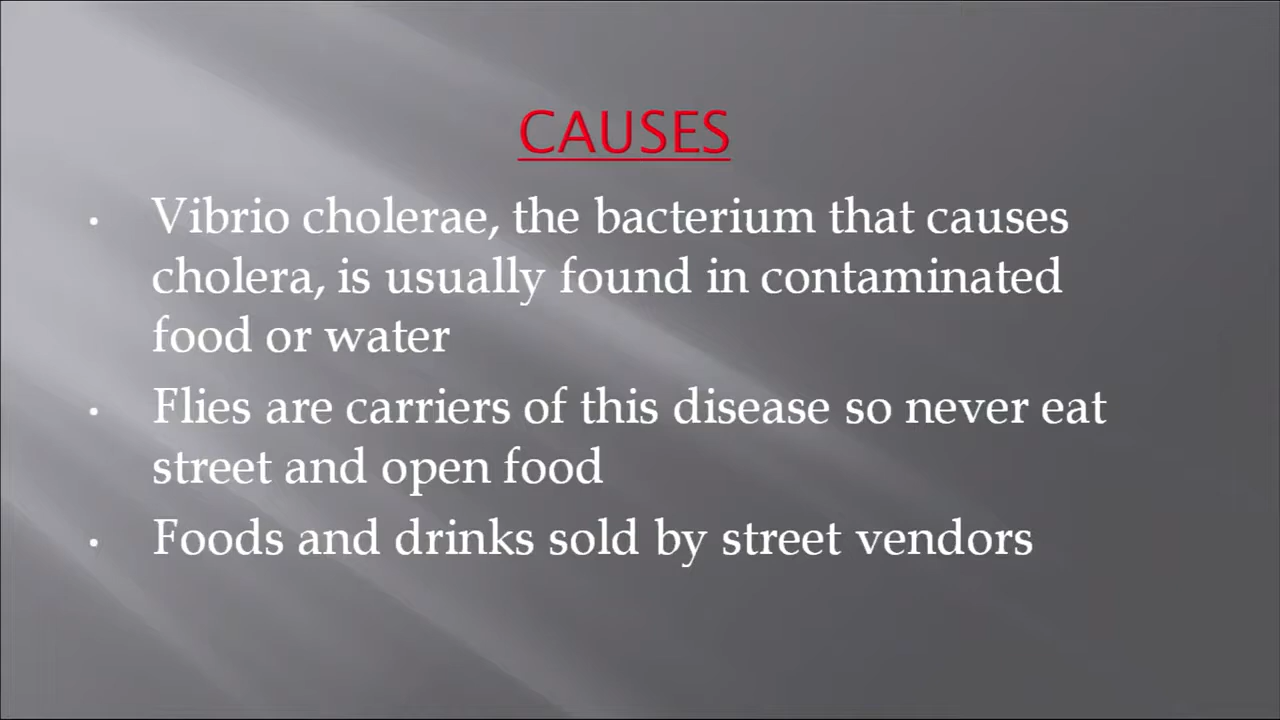 CAUSES
• Vibrio cholerae, the bacterium that causes
cholera, is usually found in contaminated
food or water
• Flies are carriers of this disease so never eat
street and open food
• Foods and drinks sold by street vendors